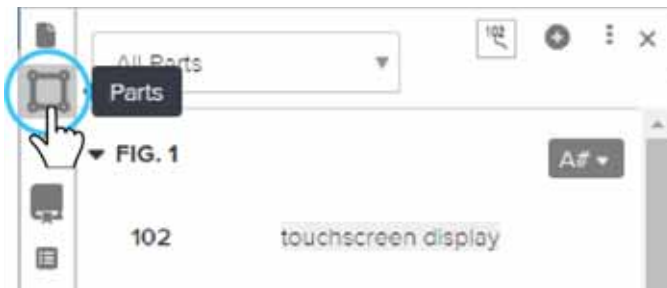 102
All Parts
Parts
FIG. 1
A#
102 touchscreen display